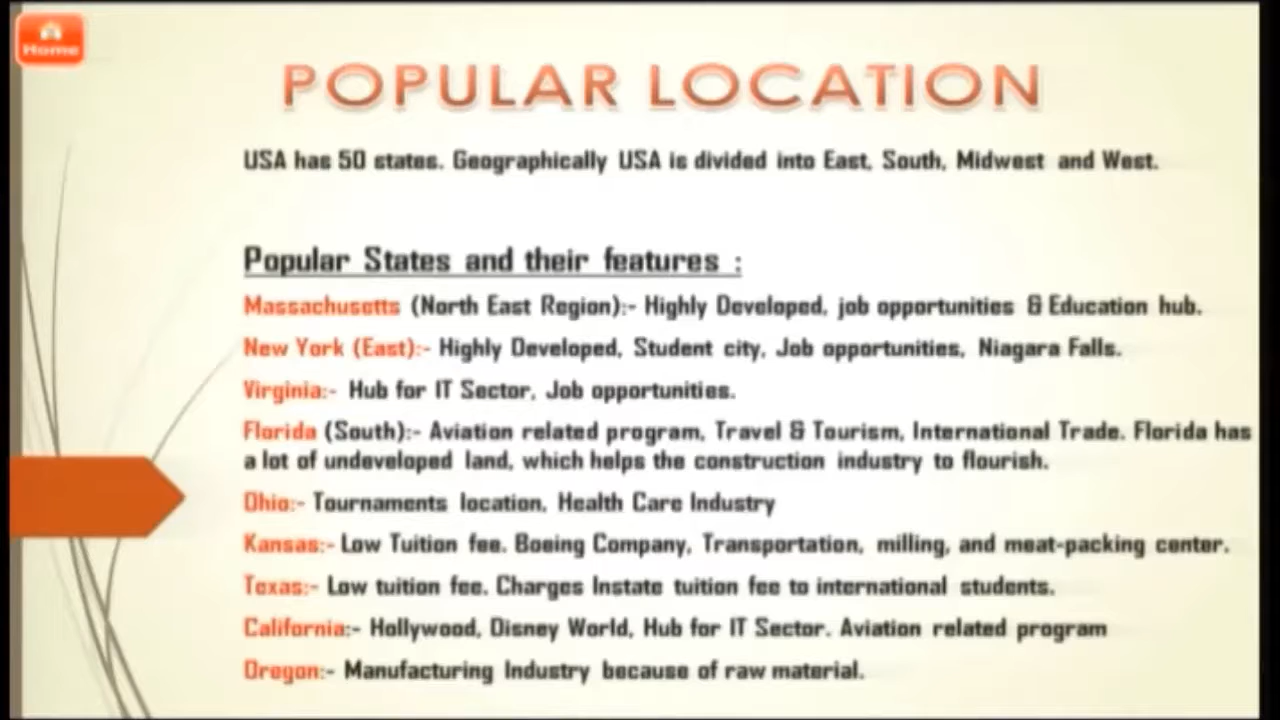 Home
POPULAR LOCATION
USA has 50 states. Geographically USA is divided into East, South, Midwest and West.
Popular States and their features :
Massachusetts (North East Region):- Highly Developed, job opportunities & Education hub.
New York (East):- Highly Developed, Student city, Job opportunities, Niagara Falls.
Virginia:- Hub for IT Sector, Job opportunities.
Florida (South):- Aviation related program, Travel & Tourism, International Trade. Florida has
a lot of undeveloped land, which helps the construction industry to flourish.
Ohio:- Tournaments location, Health Care Industry
Kansas:- Low Tuition fee. Boeing Company, Transportation, milling, and meat-packing center.
Texas:- Low tuition fee. Charges Instate tuition fee to international students.
California:- Hollywood, Disney World, Hub for IT Sector. Aviation related program
Oregon:- Manufacturing Industry because of raw material.